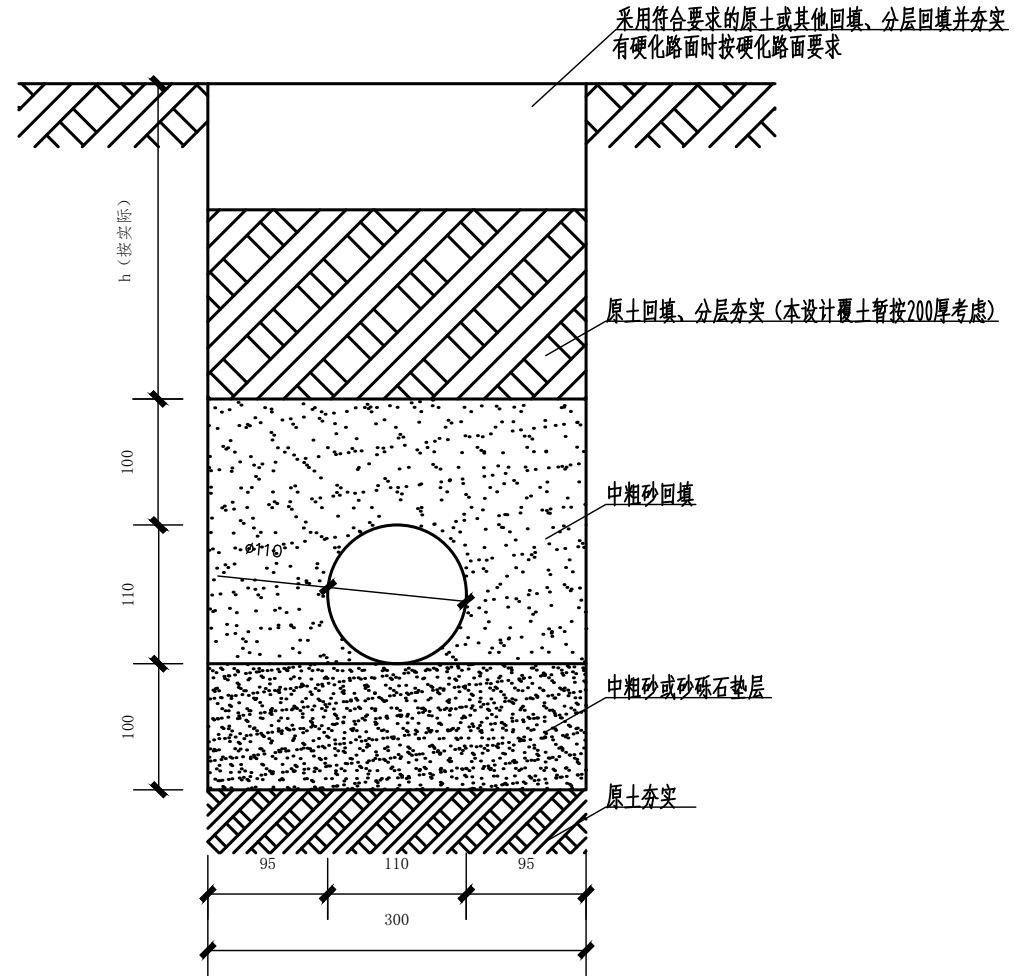 采用符合要求的原土或其他回填、分层回填并夯实
有硬化路面时按硬化路面要求
h（按实际）
原土回填、分层夯实（本设计覆土暂按200厚考虑）
100
中粗砂回填
ø110
110
中粗砂或砂砾石垫层
100
原土夯实
95
110
95
300